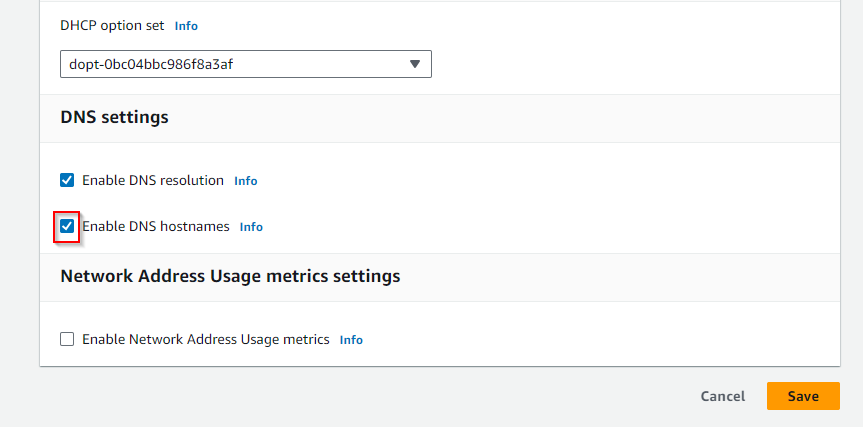 DHCP option set Info
dopt-0bc04bbc986f8a3af
DNS settings
Enable DNS resolution Info
Enable DNS hostnames Info
Network Address Usage metrics settings
Enable Network Address Usage metrics Info
Cancel Save